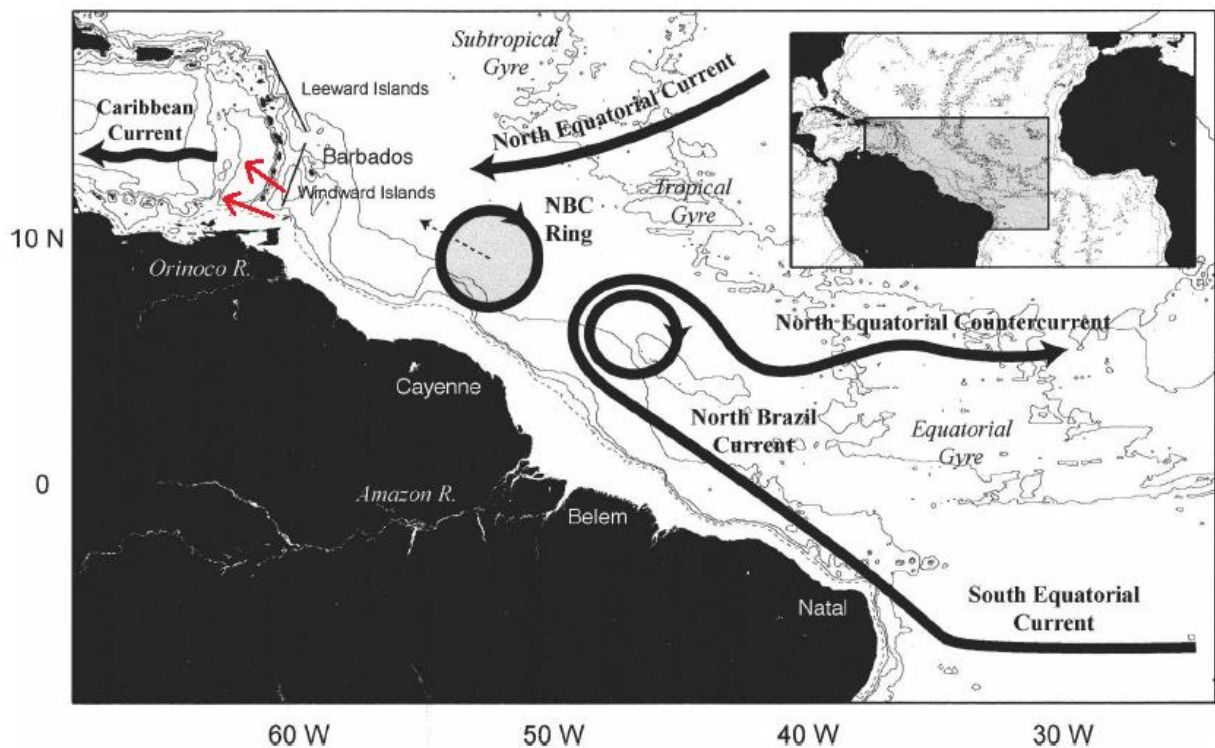 Subtropical
Gyre
North Equatorial Current
Leeward Islands
Caribbean
Current
Barbados
Windward Islands
Tropical
Gyre
NBC
Ring
10 N
Orinoco R.
North Equatorial Countercurrent
Cayenne
North Brazil
Current
Equatorial
Gyre
0
Amazon R.
Belem
Natal
South Equatorial
Current
60 W
50 W
40 W
30 W